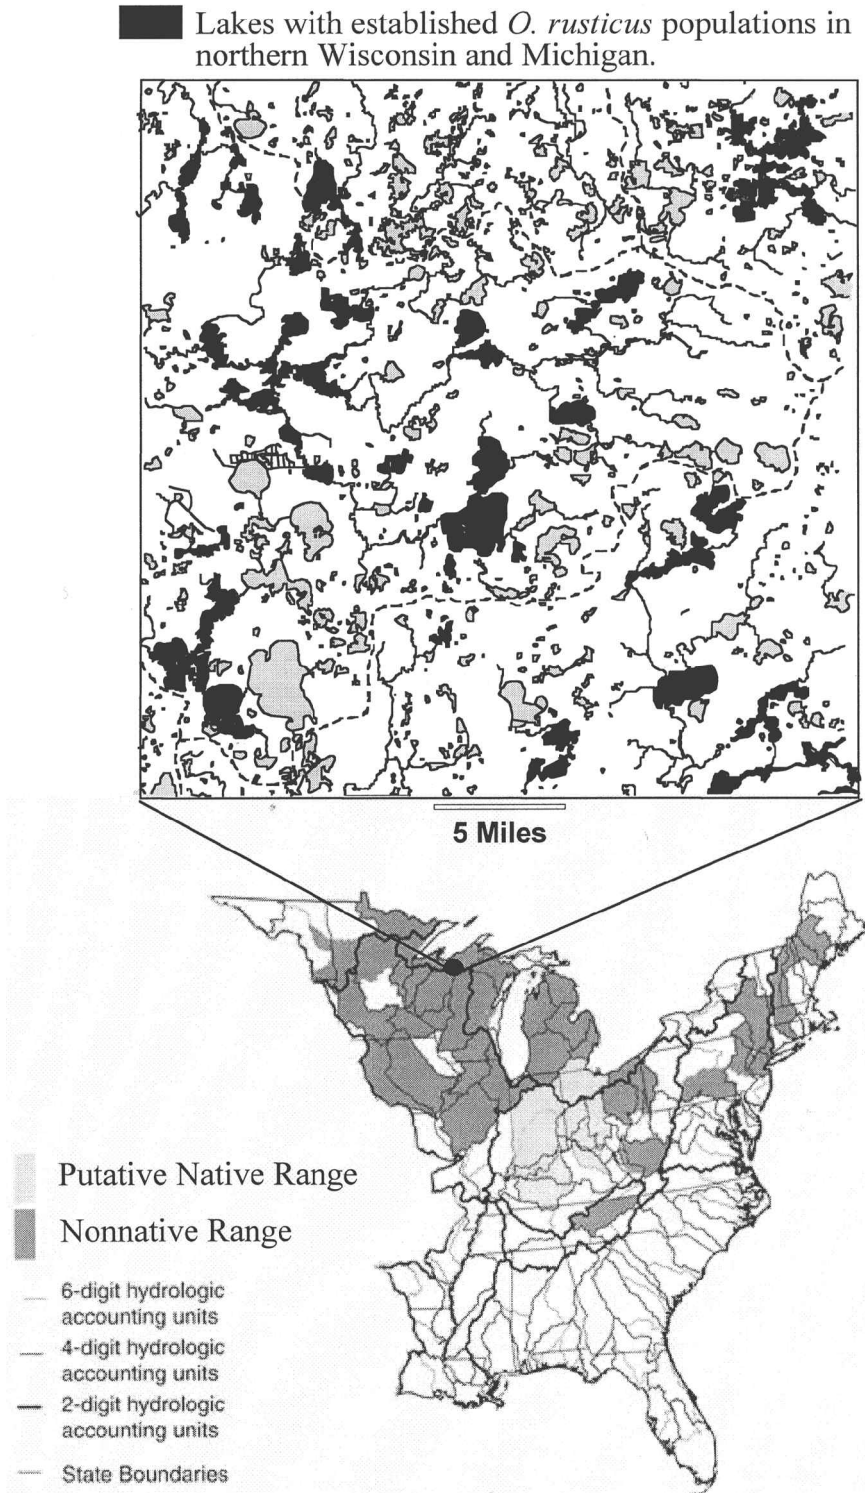 Lakes with established O. rusticus populations in
northern Wisconsin and Michigan.
5 Miles
Putative Native Range
Nonnative Range
6-digit hydrologic
accounting units
4-digit hydrologic
accounting units
2-digit hydrologic
accounting units
State Boundaries